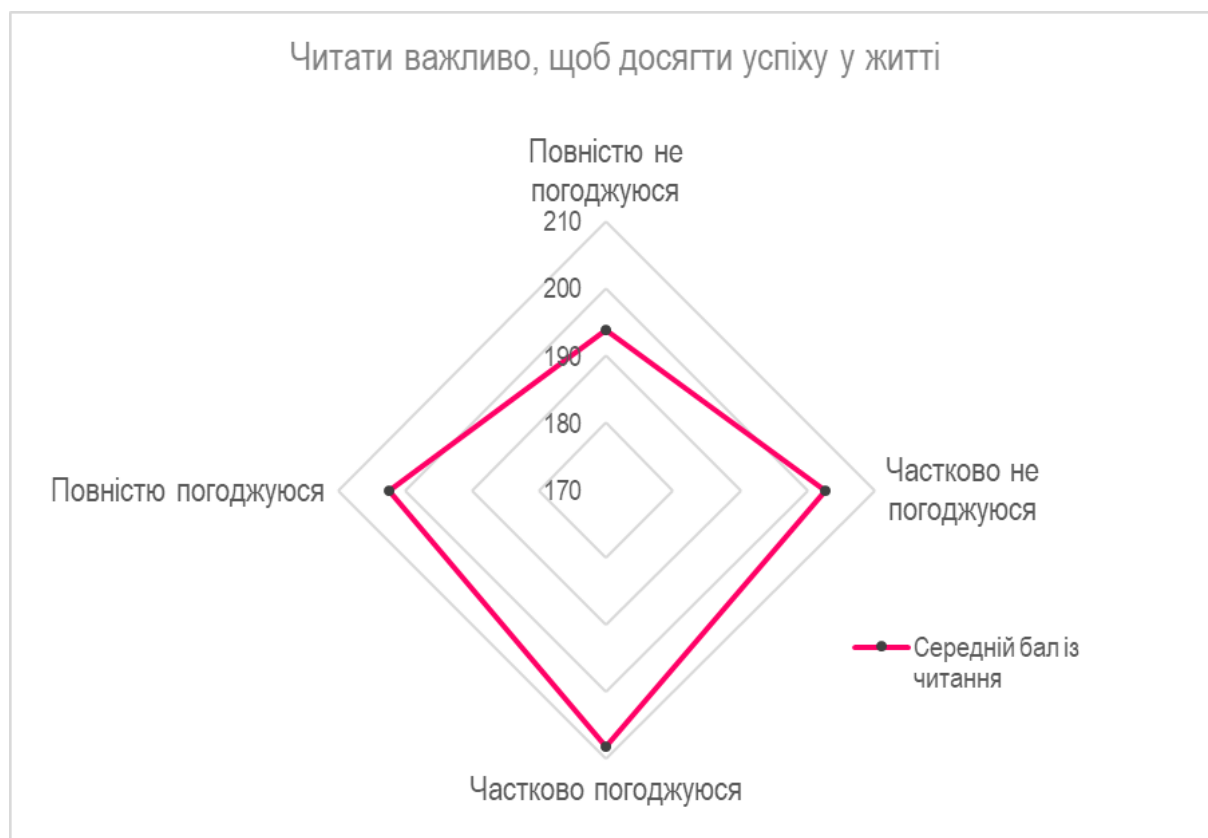 Читати важливо, щоб досягти успіху у житті
Повністю не
погоджуюся
210
200
190
180
170
Частково не
погоджуюся
Повністю погоджуюся
Середній бал із
читання
Частково погоджуюся